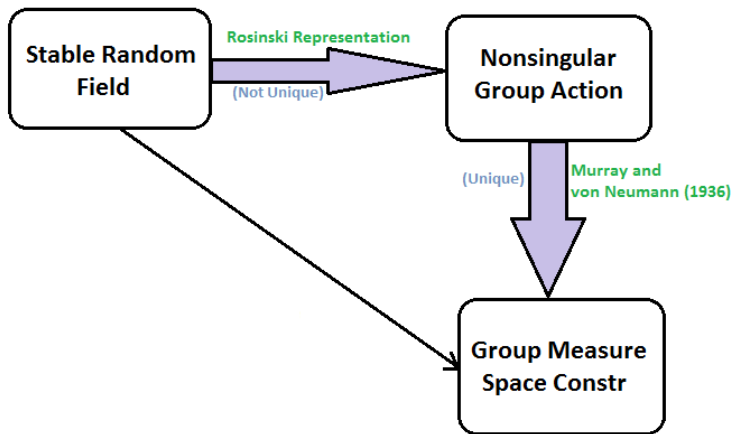 Stable Random
Field
Rosinski Representation
(Not Unique)
Nonsingular
Group Action
(Unique)
Murray and
von Neumann (1936)
Group Measure
Space Constr